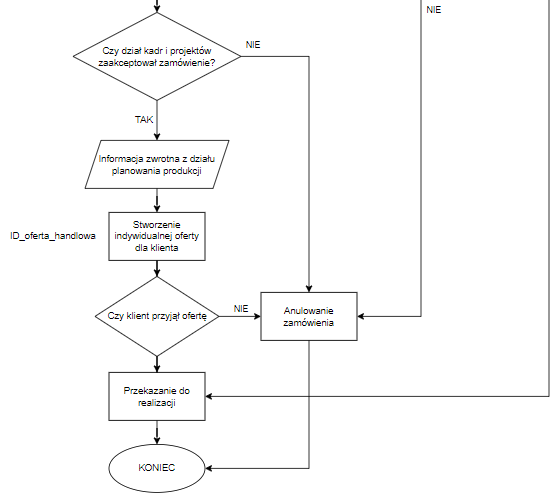 NIE
NIE
Czy dział kadr i projektów
zaakceptował zamówienie?
TAK
Informacja zwrotna z działu
planowania produkcji
ID_oferta_handlowa
Stworzenie
indywidualnej oferty
dla klienta
Czy klient przyjął ofertę
NIE
Anulowanie
zamówienia
Przekazanie do
realizacji
KONIEC